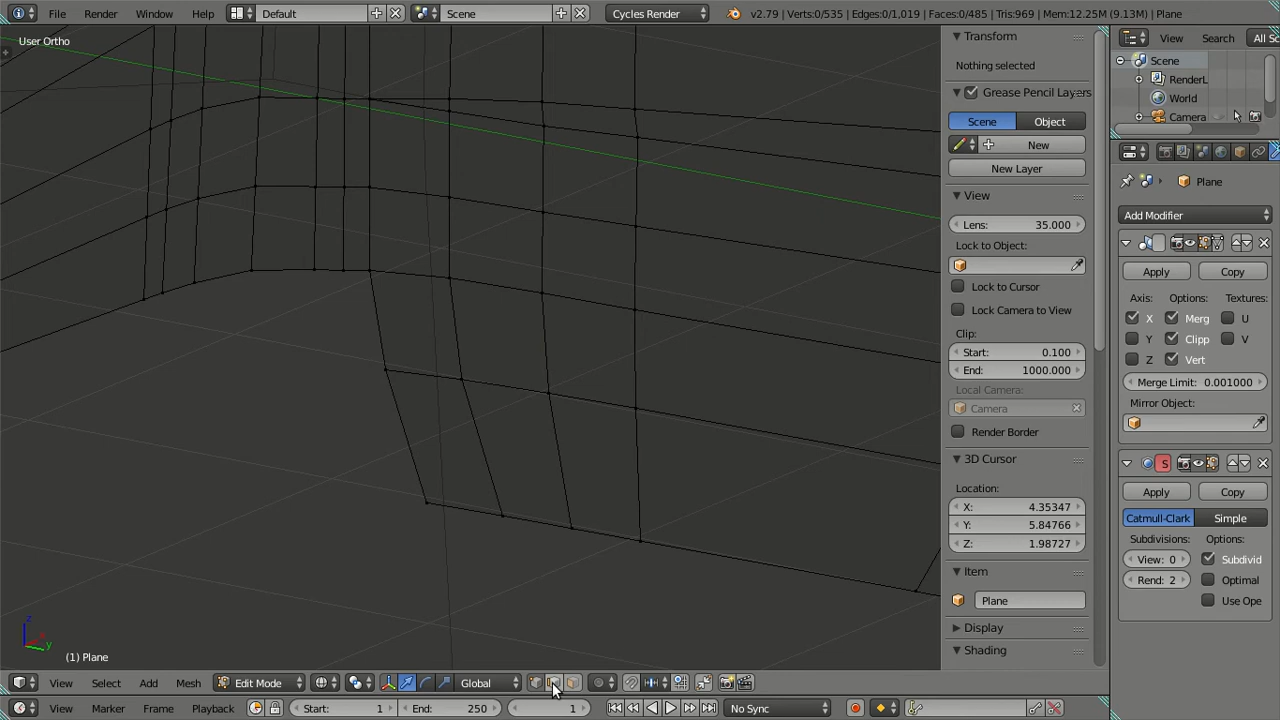 File Render Window Help Default Scene Cycles Render v2.79 | Verts:0/535 | Edges:0/1,019 | Faces:0/485 | Tris:969 | Mem:12.25M (9.13M) | Plane
User Ortho
(1) Plane
z
y
Transform
Nothing selected
Grease Pencil Layers
Scene Object
New
New Layer
View
Lens: 35.000
Lock to Object:
Lock to Cursor
Lock Camera to View
Clip:
Start: 0.100
End: 1000.000
Local Camera:
Camera
Render Border
3D Cursor
Location:
X: 4.35347
Y: 5.84766
Z: 1.98727
Item
Plane
Display
Shading
View Search All Sc
Scene
RenderL
World
Camera
Plane
Add Modifier
Apply Copy
Axis: Options: Textures:
X Merg U
Y Clipp V
Z Vert
Merge Limit: 0.001000
Mirror Object:
S
Apply Copy
Catmull-Clark Simple
Subdivisions: Options:
View: 0 Subdivid
Rend: 2 Optimal
Use Ope
View Select Add Mesh Edit Mode Global
View Marker Frame Playback Start: 1 End: 250 1 No Sync